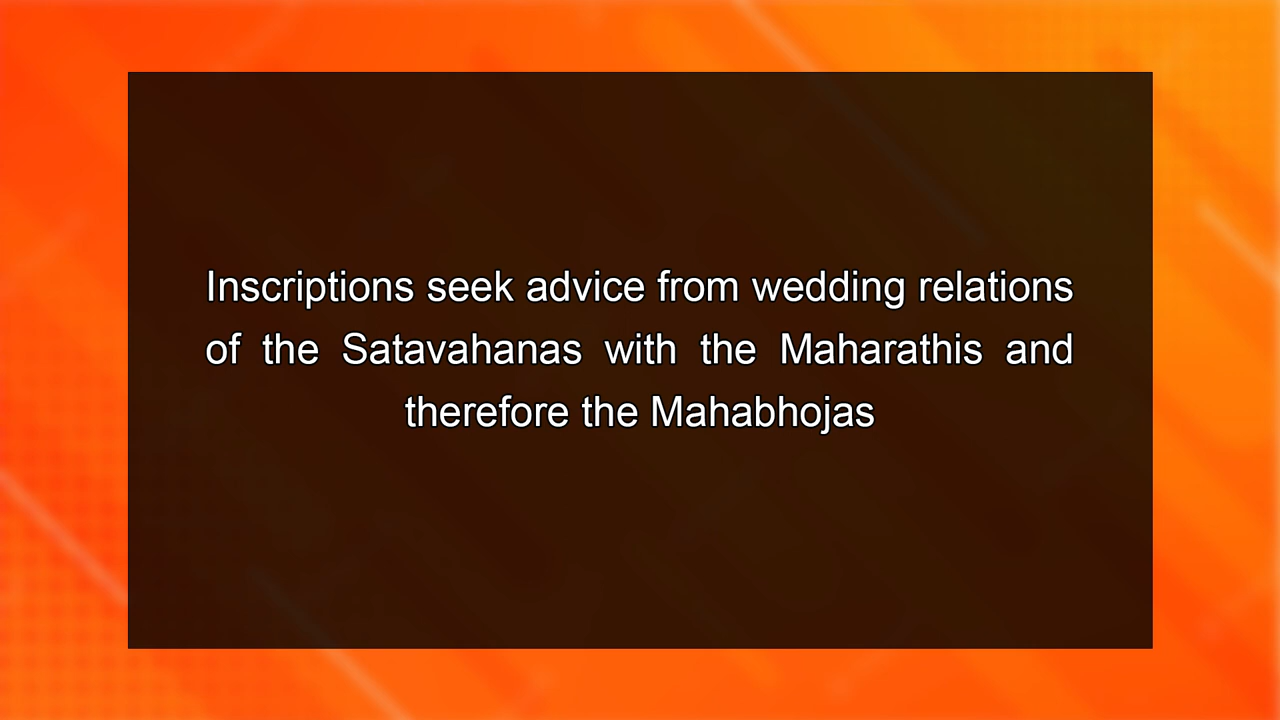 Inscriptions seek advice from wedding relations
of the Satavahanas with the Maharathis and
therefore the Mahabhojas